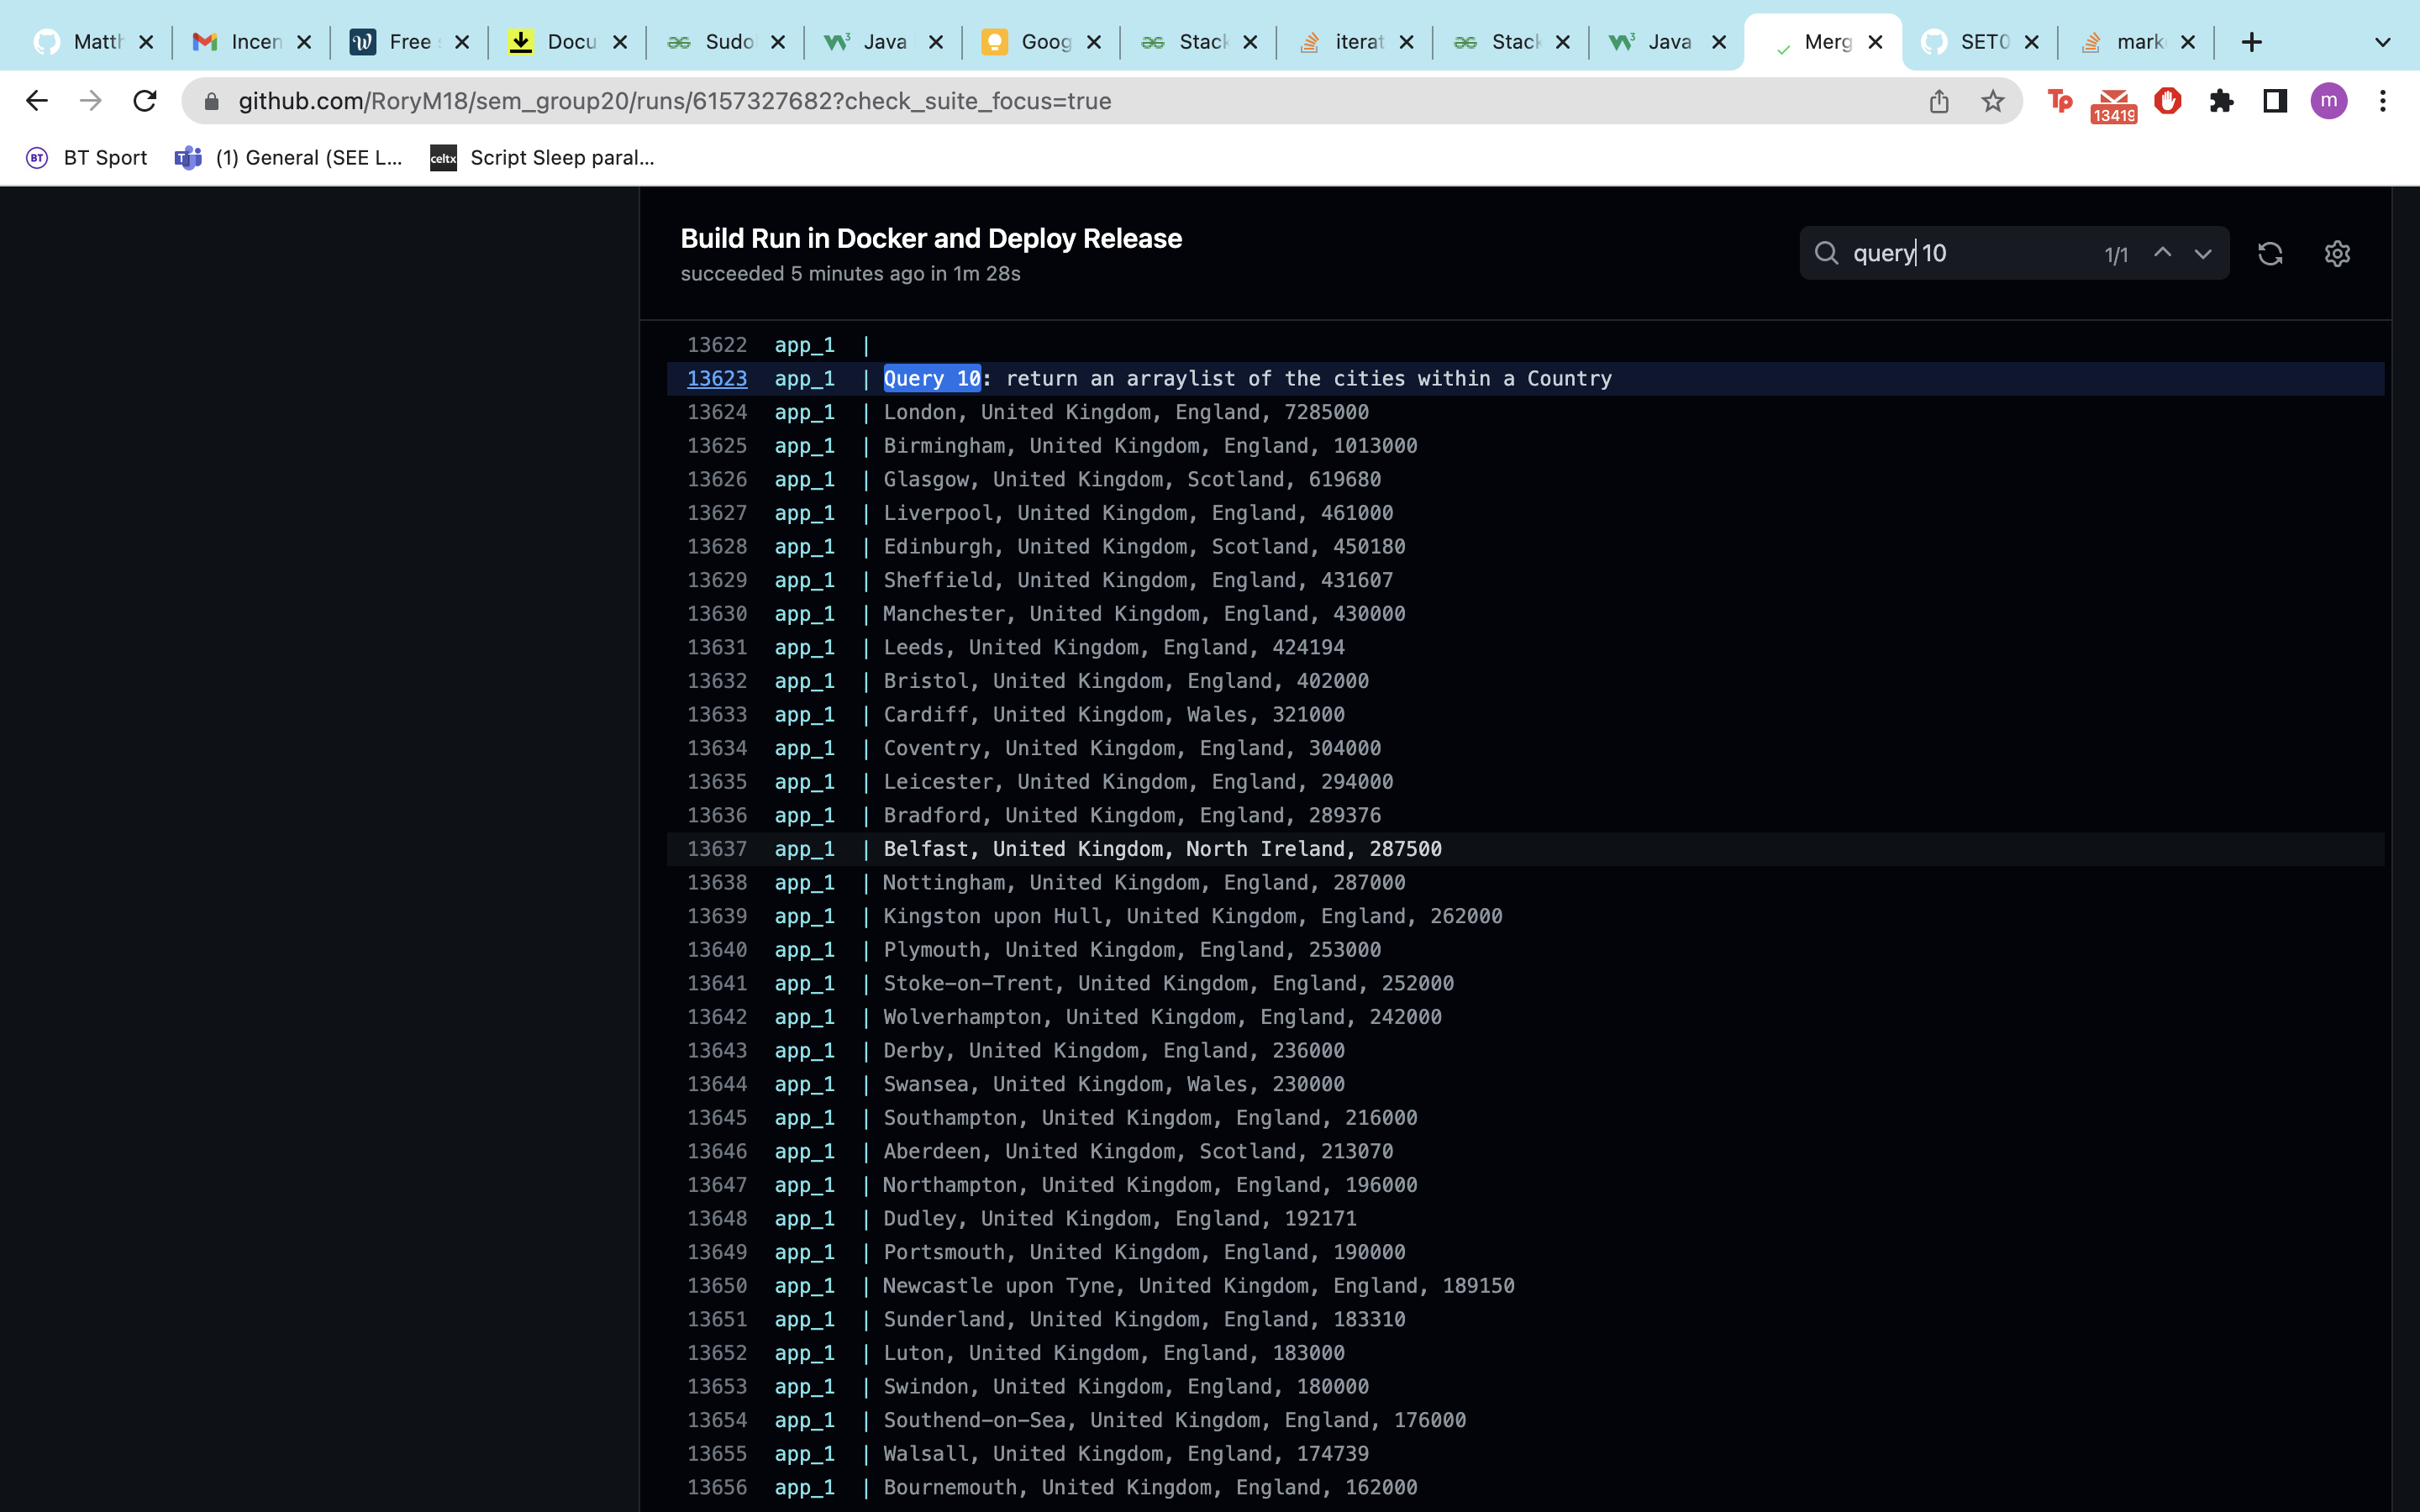 Matth Incen Free Docu Sudo Java Goog Stack iterat Stack Java Merg SET0 mark
github.com/RoryM18/sem_group20/runs/6157327682?check_suite_focus=true
Tp 13419 m
BT BT Sport (1) General (SEE L... celtx Script Sleep paral...
Build Run in Docker and Deploy Release
succeeded 5 minutes ago in 1m 28s
query 10 1/1
13622 app_1 |
13623 app_1 | Query 10: return an arraylist of the cities within a Country
13624 app_1 | London, United Kingdom, England, 7285000
13625 app_1 | Birmingham, United Kingdom, England, 1013000
13626 app_1 | Glasgow, United Kingdom, Scotland, 619680
13627 app_1 | Liverpool, United Kingdom, England, 461000
13628 app_1 | Edinburgh, United Kingdom, Scotland, 450180
13629 app_1 | Sheffield, United Kingdom, England, 431607
13630 app_1 | Manchester, United Kingdom, England, 430000
13631 app_1 | Leeds, United Kingdom, England, 424194
13632 app_1 | Bristol, United Kingdom, England, 402000
13633 app_1 | Cardiff, United Kingdom, Wales, 321000
13634 app_1 | Coventry, United Kingdom, England, 304000
13635 app_1 | Leicester, United Kingdom, England, 294000
13636 app_1 | Bradford, United Kingdom, England, 289376
13637 app_1 | Belfast, United Kingdom, North Ireland, 287500
13638 app_1 | Nottingham, United Kingdom, England, 287000
13639 app_1 | Kingston upon Hull, United Kingdom, England, 262000
13640 app_1 | Plymouth, United Kingdom, England, 253000
13641 app_1 | Stoke-on-Trent, United Kingdom, England, 252000
13642 app_1 | Wolverhampton, United Kingdom, England, 242000
13643 app_1 | Derby, United Kingdom, England, 236000
13644 app_1 | Swansea, United Kingdom, Wales, 230000
13645 app_1 | Southampton, United Kingdom, England, 216000
13646 app_1 | Aberdeen, United Kingdom, Scotland, 213070
13647 app_1 | Northampton, United Kingdom, England, 196000
13648 app_1 | Dudley, United Kingdom, England, 192171
13649 app_1 | Portsmouth, United Kingdom, England, 190000
13650 app_1 | Newcastle upon Tyne, United Kingdom, England, 189150
13651 app_1 | Sunderland, United Kingdom, England, 183310
13652 app_1 | Luton, United Kingdom, England, 183000
13653 app_1 | Swindon, United Kingdom, England, 180000
13654 app_1 | Southend-on-Sea, United Kingdom, England, 176000
13655 app_1 | Walsall, United Kingdom, England, 174739
13656 app_1 | Bournemouth, United Kingdom, England, 162000